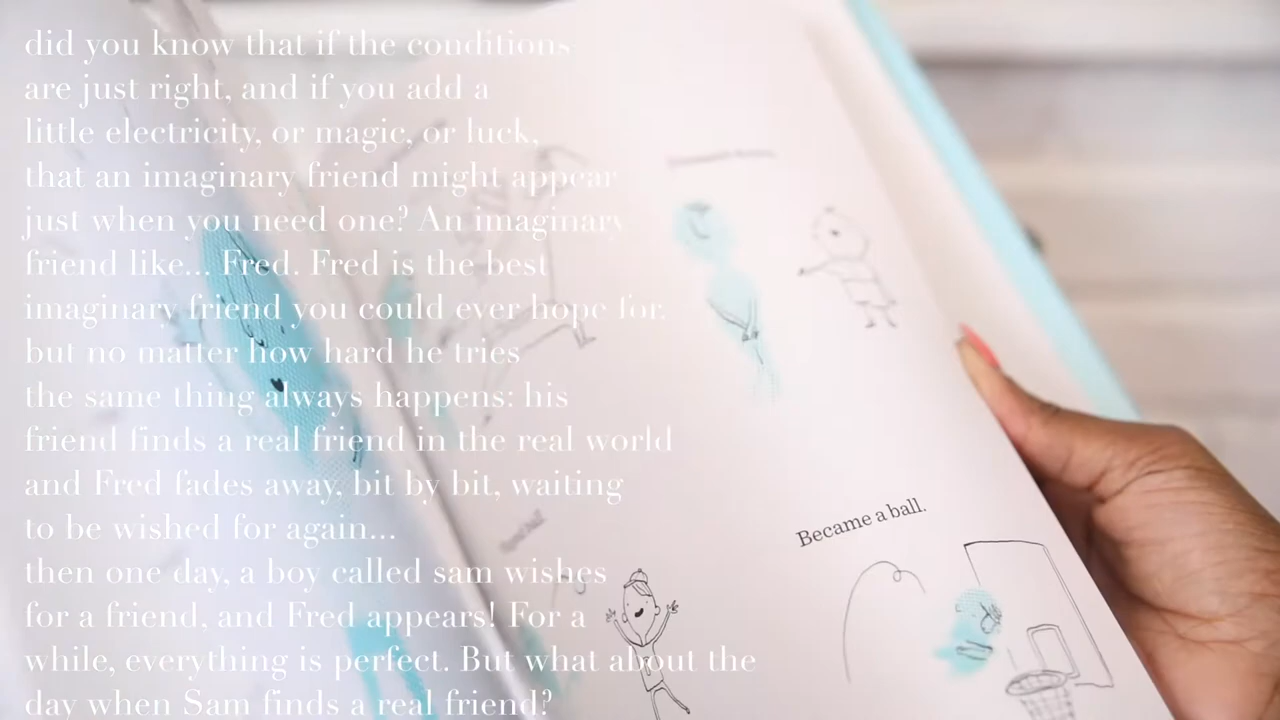 did you know that if the conditions
are just right, and if you add a
little electricity, or magic, or luck,
that an imaginary friend might appear
just when you need one? An imaginary
friend like... Fred. Fred is the best
imaginary friend you could ever hope for.
but no matter how hard he tries
the same thing always happens: his
friend finds a real friend in the real world
and Fred fades away, bit by bit, waiting
to be wished for again...
then one day, a boy called sam wishes
for a friend, and Fred appears! For a
while, everything is perfect. But what about the
day when Sam finds a real friend?
Became a ball.